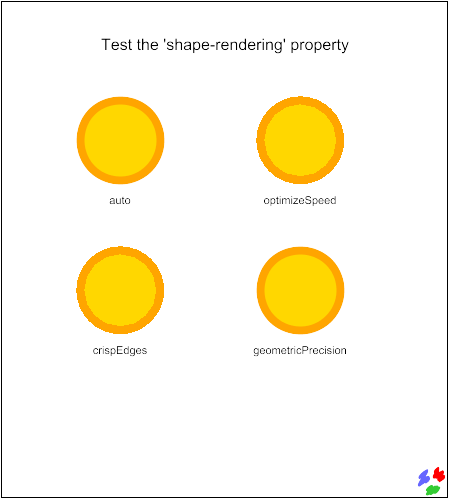 Test the 'shape-rendering' property
auto
optimizeSpeed
crispEdges
geometricPrecision